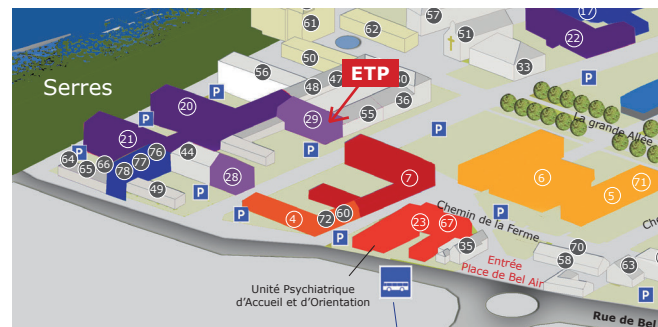 17
61
62
57
51
22
50
33
56
47
30
P
ETP
48
Serres
P
P
36
20
55
29
P
La grande Allée
P
21
76
44
P
64
P
66
77
65
78
7
6
71
28
49
P
5
P
60
Chemin de la Ferme
P
4
72
23
67
P
35
Entrée
Place de Bel Air
70
58
63
Unité Psychiatrique
d'Accueil et d'Orientation
P
Rue de Bel